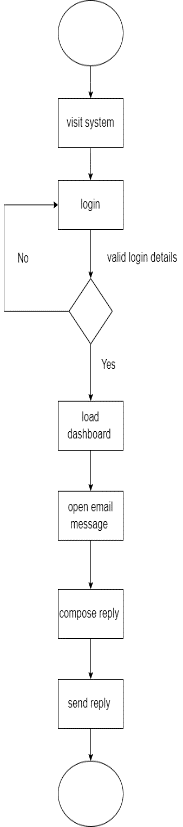 visit system
login
No
valid login details
Yes
load
dashboard
open email
message
compose reply
send reply